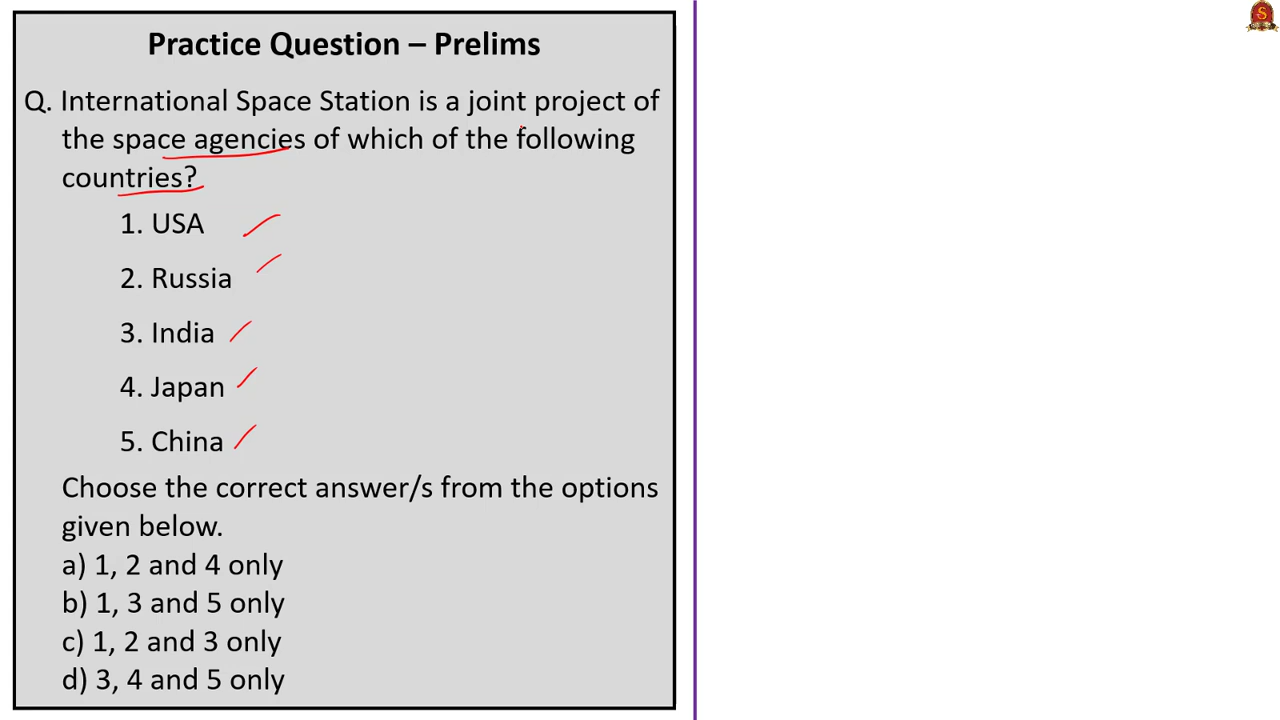 Practice Question – Prelims
Q. International Space Station is a joint project of
the space agencies of which of the following
countries?
1. USA
2. Russia
3. India
4. Japan
5. China
Choose the correct answer/s from the options
given below.
a) 1, 2 and 4 only
b) 1, 3 and 5 only
c) 1, 2 and 3 only
d) 3, 4 and 5 only
S